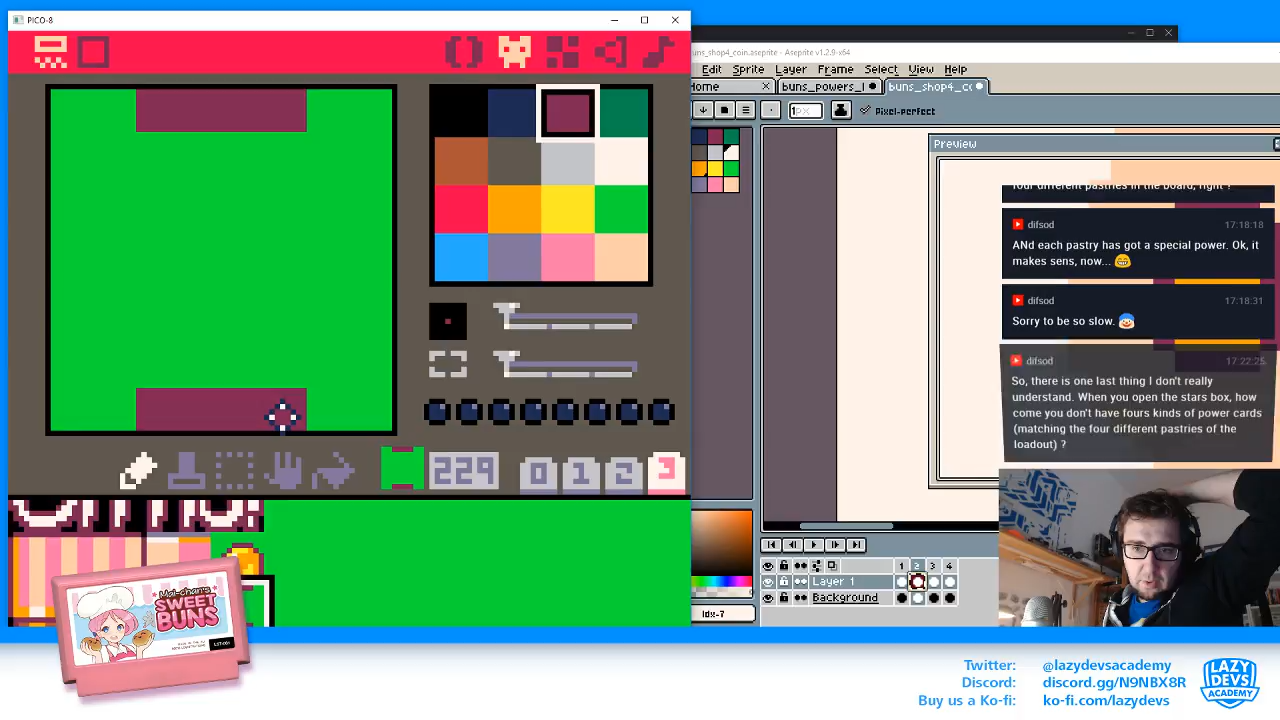 PICO-8
buns_shop4_coin.aseprite - Aseprite v1.2.9-x64
Edit Sprite Layer Frame Select View Help
Home
buns_powers_l
buns_shop4_co
1px
Pixel-perfect
Preview
four different pastries in the board, right ?
difsod 17:18:18
ANd each pastry has got a special power. Ok, it
makes sens, now...
difsod 17:18:31
Sorry to be so slow.
difsod 17:22:25
So, there is one last thing I don't really
understand. When you open the stars box, how
come you don't have fours kinds of power cards
(matching the four different pastries of the
loadout) ?
229 0 1 2 3
1 2 3 4
Layer 1
Background
Idx-7
Mai-chan's
SWEET
BUNS
Twitter: @lazydevsacademy
Discord: discord.gg/N9NBX8R
Buy us a Ko-fi: ko-fi.com/lazydevs
LAZY
DEVS
ACADEMY